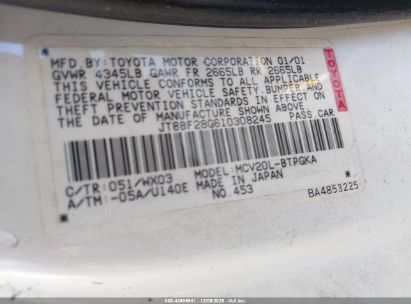 MFD. BY: TOYOTA MOTOR CORPORATION 01/01
GVWR 4345LB GAWR FR 2665LB RR 2665LB
THIS VEHICLE CONFORMS TO ALL APPLICABLE
FEDERAL MOTOR VEHICLE SAFETY,BUMPER AND
THEFT PREVENTION STANDARDS IN EFFECT ON
THE DATE OF MANUFACTURE SHOWN ABOVE.
JT8BF28G610308245 PASS.CAR
C/TR: 051/WXD3 MODEL: MCV20L-BTPGKA
A/TM: -05A/U140E MADE IN JAPAN
NO. 453
BA4853225
TOYOTA